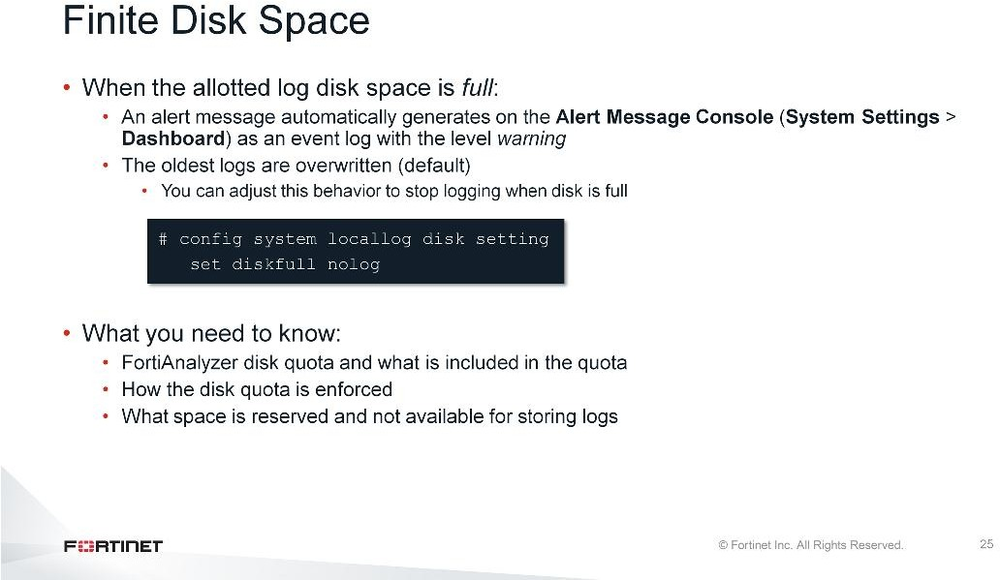 Finite Disk Space
• When the allotted log disk space is full:
• An alert message automatically generates on the Alert Message Console (System Settings >
Dashboard) as an event log with the level warning
• The oldest logs are overwritten (default)
• You can adjust this behavior to stop logging when disk is full
# config system locallog disk setting
set diskfull nolog
• What you need to know:
• FortiAnalyzer disk quota and what is included in the quota
• How the disk quota is enforced
• What space is reserved and not available for storing logs
FORTINET
© Fortinet Inc. All Rights Reserved.
25